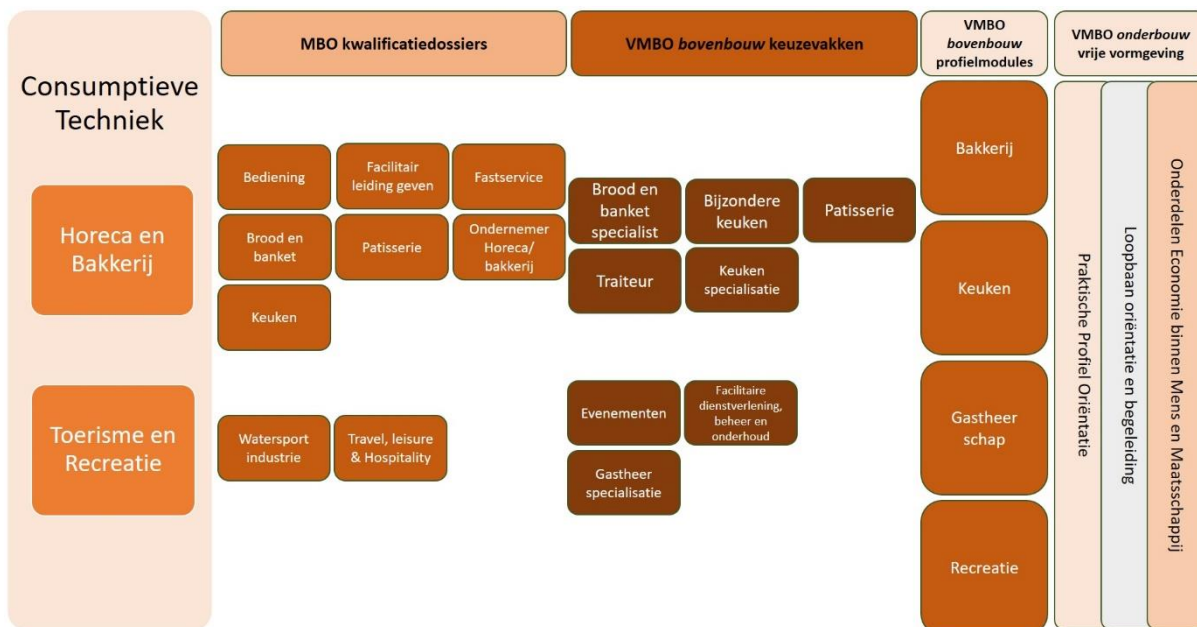 Consumptieve
Techniek
Horeca en
Bakkerij
Toerisme en
Recreatie
MBO kwalificatiedossiers
Bediening
Facilitair
leiding geven
Fastservice
Brood en
banket
Patisserie
Ondernemer
Horeca/
bakkerij
Keuken
Watersport
industrie
Travel, leisure
& Hospitality
VMBO bovenbouw keuzevakken
Brood en
banket
specialist
Bijzondere
keuken
Patisserie
Traiteur
Keuken
specialisatie
Evenementen
Facilitaire
dienstverlening,
beheer en
onderhoud
Gastheer
specialisatie
VMBO
bovenbouw
profielmodules
Bakkerij
Keuken
Gastheer
schap
Recreatie
VMBO onderbouw
vrije vormgeving
Praktische Profiel Oriëntatie
Loopbaan oriëntatie en begeleiding
Onderdelen Economie binnen Mens en Maatsschappij